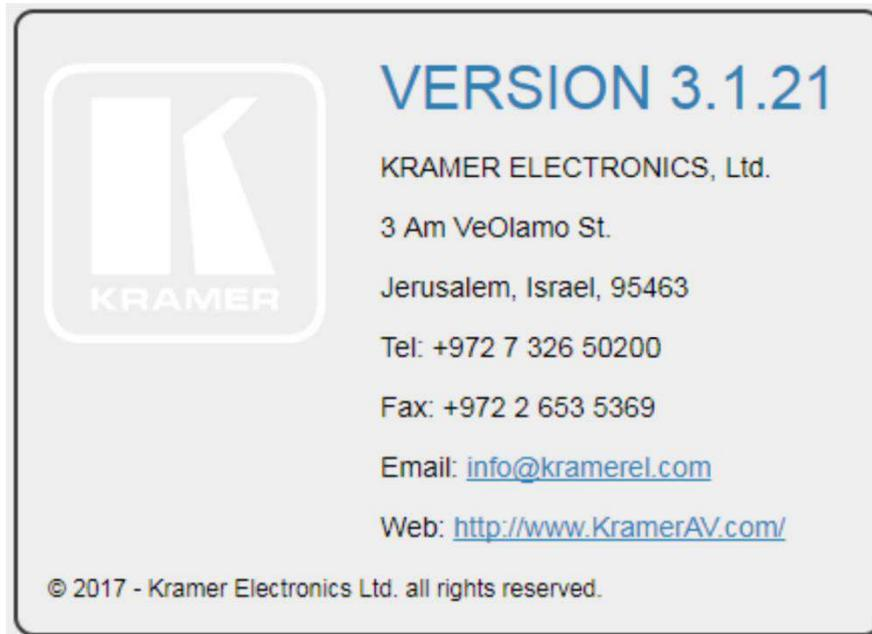 KRAMER
VERSION 3.1.21
KRAMER ELECTRONICS, Ltd.
3 Am VeOlamo St.
Jerusalem, Israel, 95463
Tel: +972 7 326 50200
Fax: +972 2 653 5369
Email: info@kramerel.com
Web: http://www.KramerAV.com/
© 2017 - Kramer Electronics Ltd. all rights reserved.